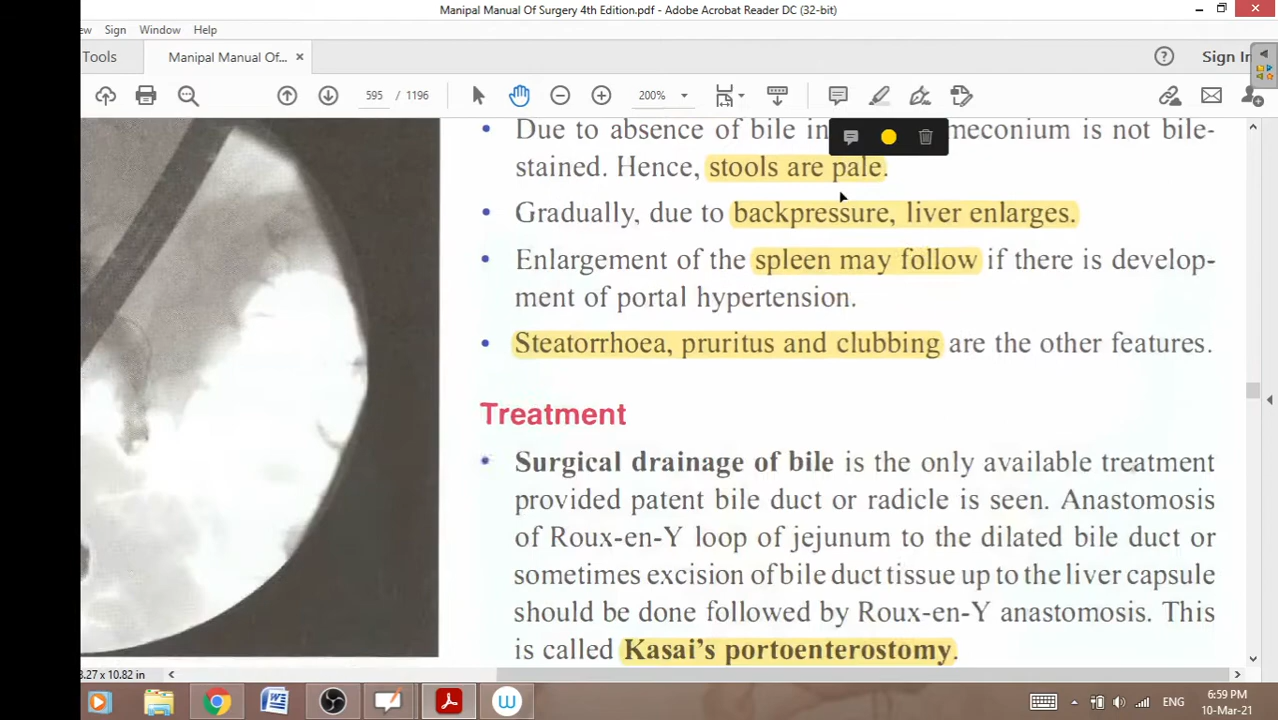 Manipal Manual Of Surgery 4th Edition.pdf - Adobe Acrobat Reader DC (32-bit)
ew Sign Window Help
Tools Manipal Manual Of... × Sign In
595 / 1196 200%
• Due to absence of bile in meconium is not bile-
stained. Hence, stools are pale.
• Gradually, due to backpressure, liver enlarges.
• Enlargement of the spleen may follow if there is develop-
ment of portal hypertension.
• Steatorrhoea, pruritus and clubbing are the other features.
Treatment
• Surgical drainage of bile is the only available treatment
provided patent bile duct or radicle is seen. Anastomosis
of Roux-en-Y loop of jejunum to the dilated bile duct or
sometimes excision of bile duct tissue up to the liver capsule
should be done followed by Roux-en-Y anastomosis. This
is called Kasai's portoenterostomy.
8.27 x 10.82 in
ENG 6:59 PM
10-Mar-21